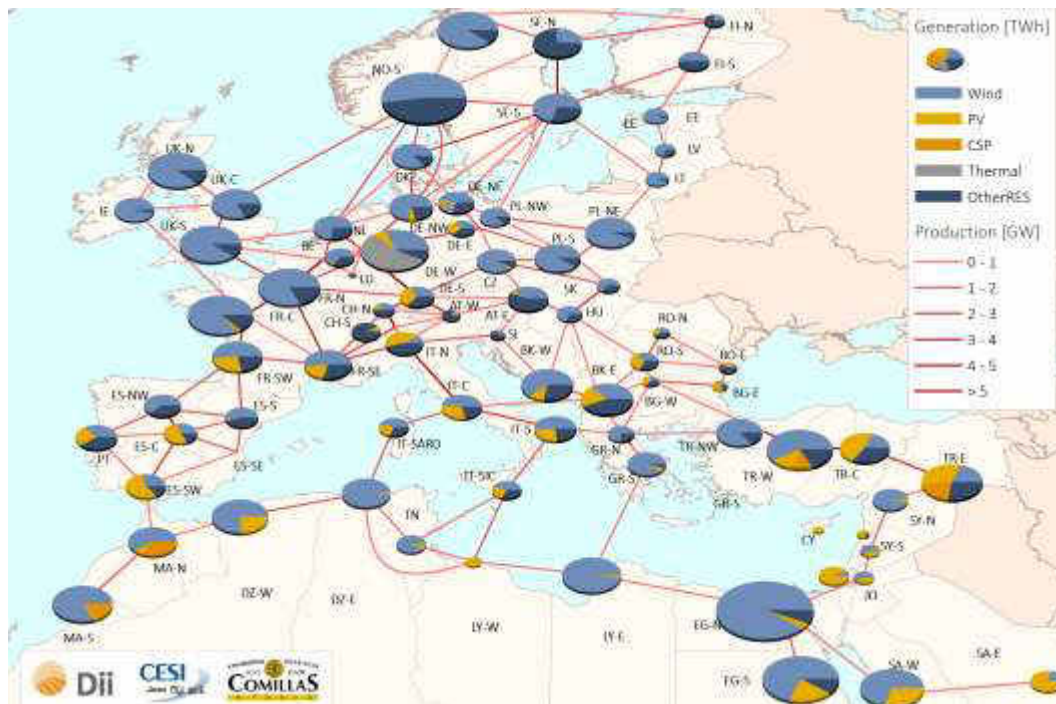 Generation [TWh]
Wind
PV
CSP
Thermal
OtherRES
Production [GW]
0 - 1
1 - 2
2 - 3
3 - 4
4 - 5
> 5
SE-N
FI-N
NO-S
FI-S
SE-S
EE
EE
LV
LT
UK-N
UK-C
IE
UK-S
DE-NE
PL-NW
PL-NE
NL
DE-NW
BE
DE-E
PL-S
DE-W
CZ
SK
FR-N
DE-S
CH-N
AT-W
FR-C
CH-S
AT-E
HU
SI
RO-N
IT-N
BK-W
RO-S
RO-E
FR-SW
FR-SE
BK-E
ES-NW
IT-C
BG-W
BG-E
ES-S
PT
ES-C
IT-SARD
IT-S
GR-N
TR-NW
TR-E
ES-SE
TR-W
TR-C
ES-SW
IT-SIC
GR-S
GR-S
TN
SY-N
CY
SY-S
MA-N
DZ-W
DZ-E
JO
MA-S
LY-W
LY-E
EG-N
SA-E
SA-W
EG-S
Dii
CESI
COMILLAS